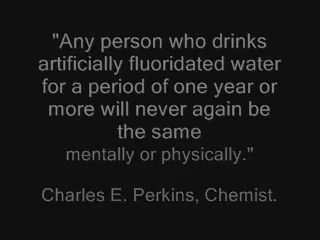 "Any person who drinks
artificially fluoridated water
for a period of one year or
more will never again be
the same
mentally or physically."
Charles E. Perkins, Chemist.